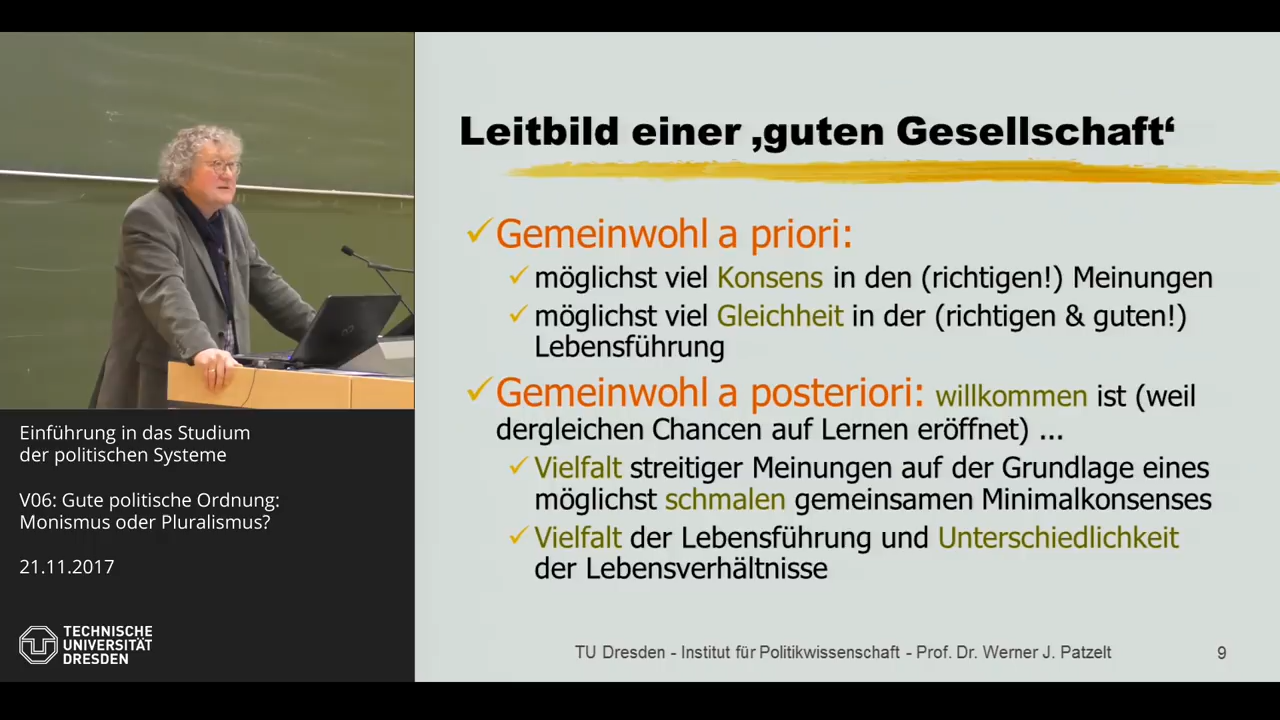 Leitbild einer ‚guten Gesellschaft‘
Gemeinwohl a priori:
möglichst viel Konsens in den (richtigen!) Meinungen
möglichst viel Gleichheit in der (richtigen & guten!)
Lebensführung
Gemeinwohl a posteriori: willkommen ist (weil
dergleichen Chancen auf Lernen eröffnet) ...
Vielfalt streitiger Meinungen auf der Grundlage eines
möglichst schmalen gemeinsamen Minimalkonsenses
Vielfalt der Lebensführung und Unterschiedlichkeit
der Lebensverhältnisse
TU Dresden - Institut für Politikwissenschaft - Prof. Dr. Werner J. Patzelt
9
Einführung in das Studium
der politischen Systeme
V06: Gute politische Ordnung:
Monismus oder Pluralismus?
21.11.2017
TECHNISCHE
UNIVERSITÄT
DRESDEN